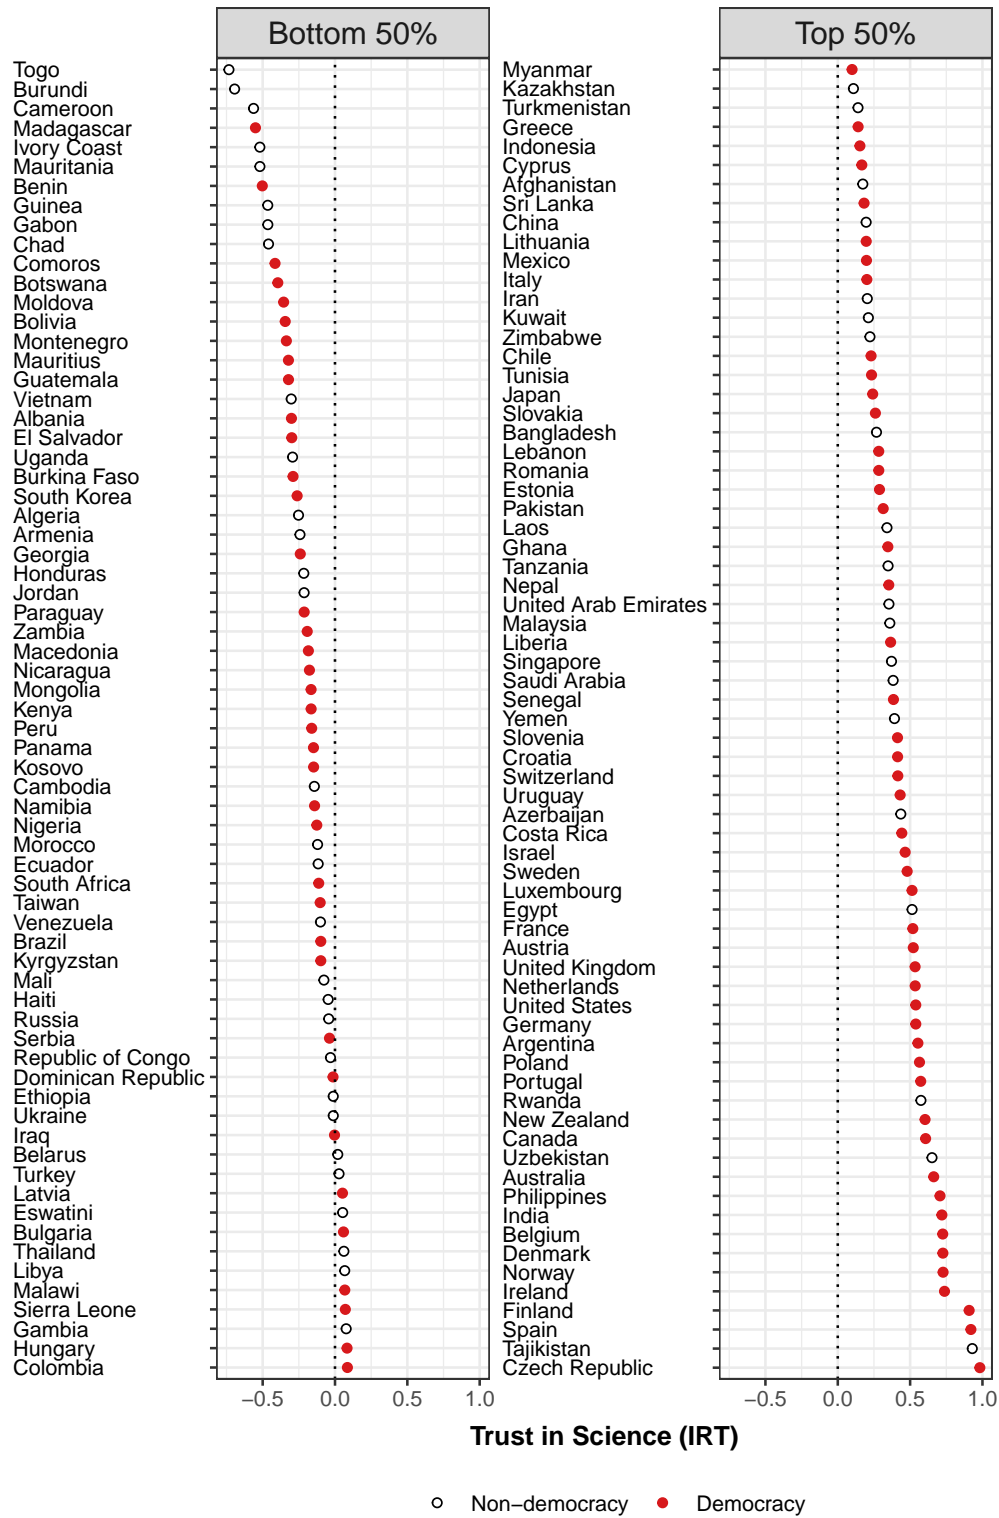 Bottom 50%
Togo
Burundi
Cameroon
Madagascar
Ivory Coast
Mauritania
Benin
Guinea
Gabon
Chad
Comoros
Botswana
Moldova
Bolivia
Montenegro
Mauritius
Guatemala
Vietnam
Albania
El Salvador
Uganda
Burkina Faso
South Korea
Algeria
Armenia
Georgia
Honduras
Jordan
Paraguay
Zambia
Macedonia
Nicaragua
Mongolia
Kenya
Peru
Panama
Kosovo
Cambodia
Namibia
Nigeria
Morocco
Ecuador
South Africa
Taiwan
Venezuela
Brazil
Kyrgyzstan
Mali
Haiti
Russia
Serbia
Republic of Congo
Dominican Republic
Ethiopia
Ukraine
Iraq
Belarus
Turkey
Latvia
Eswatini
Bulgaria
Thailand
Libya
Malawi
Sierra Leone
Gambia
Hungary
Colombia
−0.5 0.0 0.5 1.0
Top 50%
Myanmar
Kazakhstan
Turkmenistan
Greece
Indonesia
Cyprus
Afghanistan
Sri Lanka
China
Lithuania
Mexico
Italy
Iran
Kuwait
Zimbabwe
Chile
Tunisia
Japan
Slovakia
Bangladesh
Lebanon
Romania
Estonia
Pakistan
Laos
Ghana
Tanzania
Nepal
United Arab Emirates
Malaysia
Liberia
Singapore
Saudi Arabia
Senegal
Yemen
Slovenia
Croatia
Switzerland
Uruguay
Azerbaijan
Costa Rica
Israel
Sweden
Luxembourg
Egypt
France
Austria
United Kingdom
Netherlands
United States
Germany
Argentina
Poland
Portugal
Rwanda
New Zealand
Canada
Uzbekistan
Australia
Philippines
India
Belgium
Denmark
Norway
Ireland
Finland
Spain
Tajikistan
Czech Republic
−0.5 0.0 0.5 1.0
Trust in Science (IRT)
Non−democracy Democracy